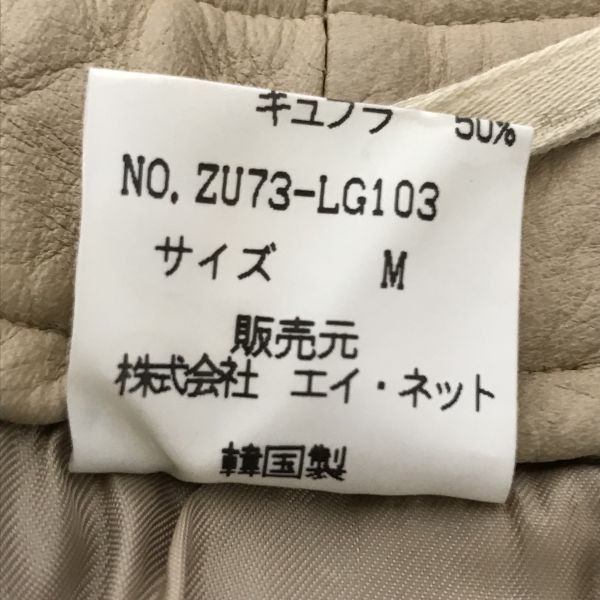 キュプラ 50%
NO. ZU73-LG103
サイズ M
販売元
株式会社 エイ・ネット
韓国製